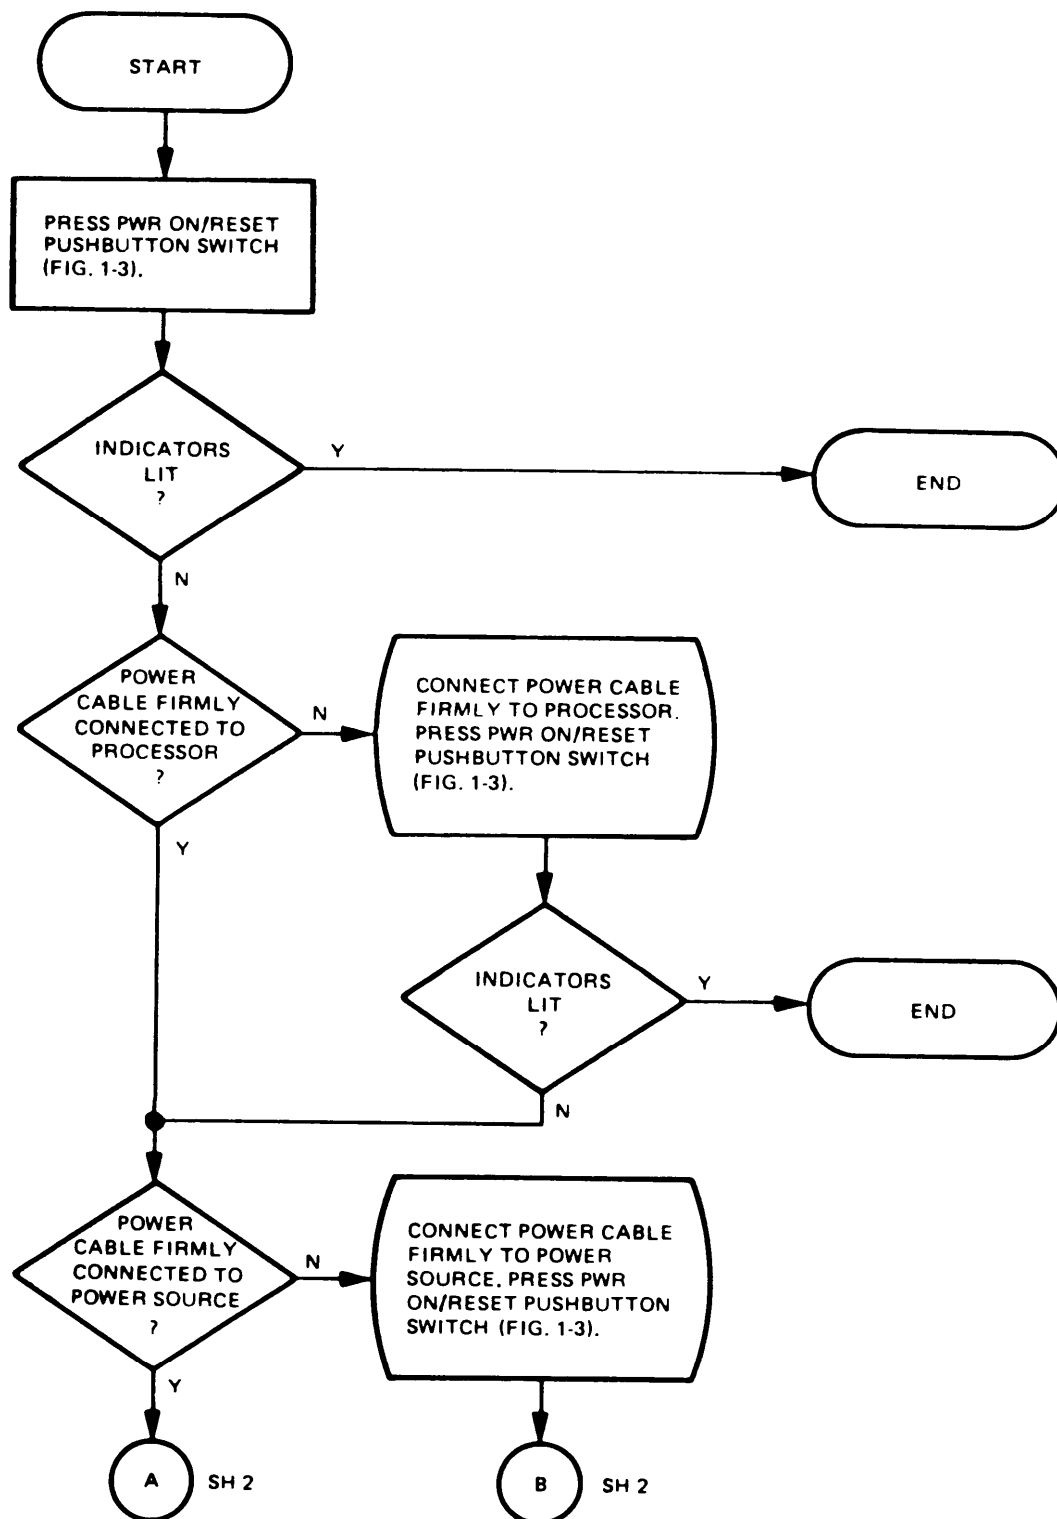 START
PRESS PWR ON/RESET
PUSHBUTTON SWITCH
(FIG. 1-3).
INDICATORS
LIT
?
Y
END
N
POWER
CABLE FIRMLY
CONNECTED TO
PROCESSOR
?
N
CONNECT POWER CABLE
FIRMLY TO PROCESSOR.
PRESS PWR ON/RESET
PUSHBUTTON SWITCH
(FIG. 1-3).
Y
INDICATORS
LIT
?
Y
END
N
POWER
CABLE FIRMLY
CONNECTED TO
POWER SOURCE
?
N
CONNECT POWER CABLE
FIRMLY TO POWER
SOURCE. PRESS PWR
ON/RESET PUSHBUTTON
SWITCH (FIG. 1-3).
Y
A
SH 2
B
SH 2